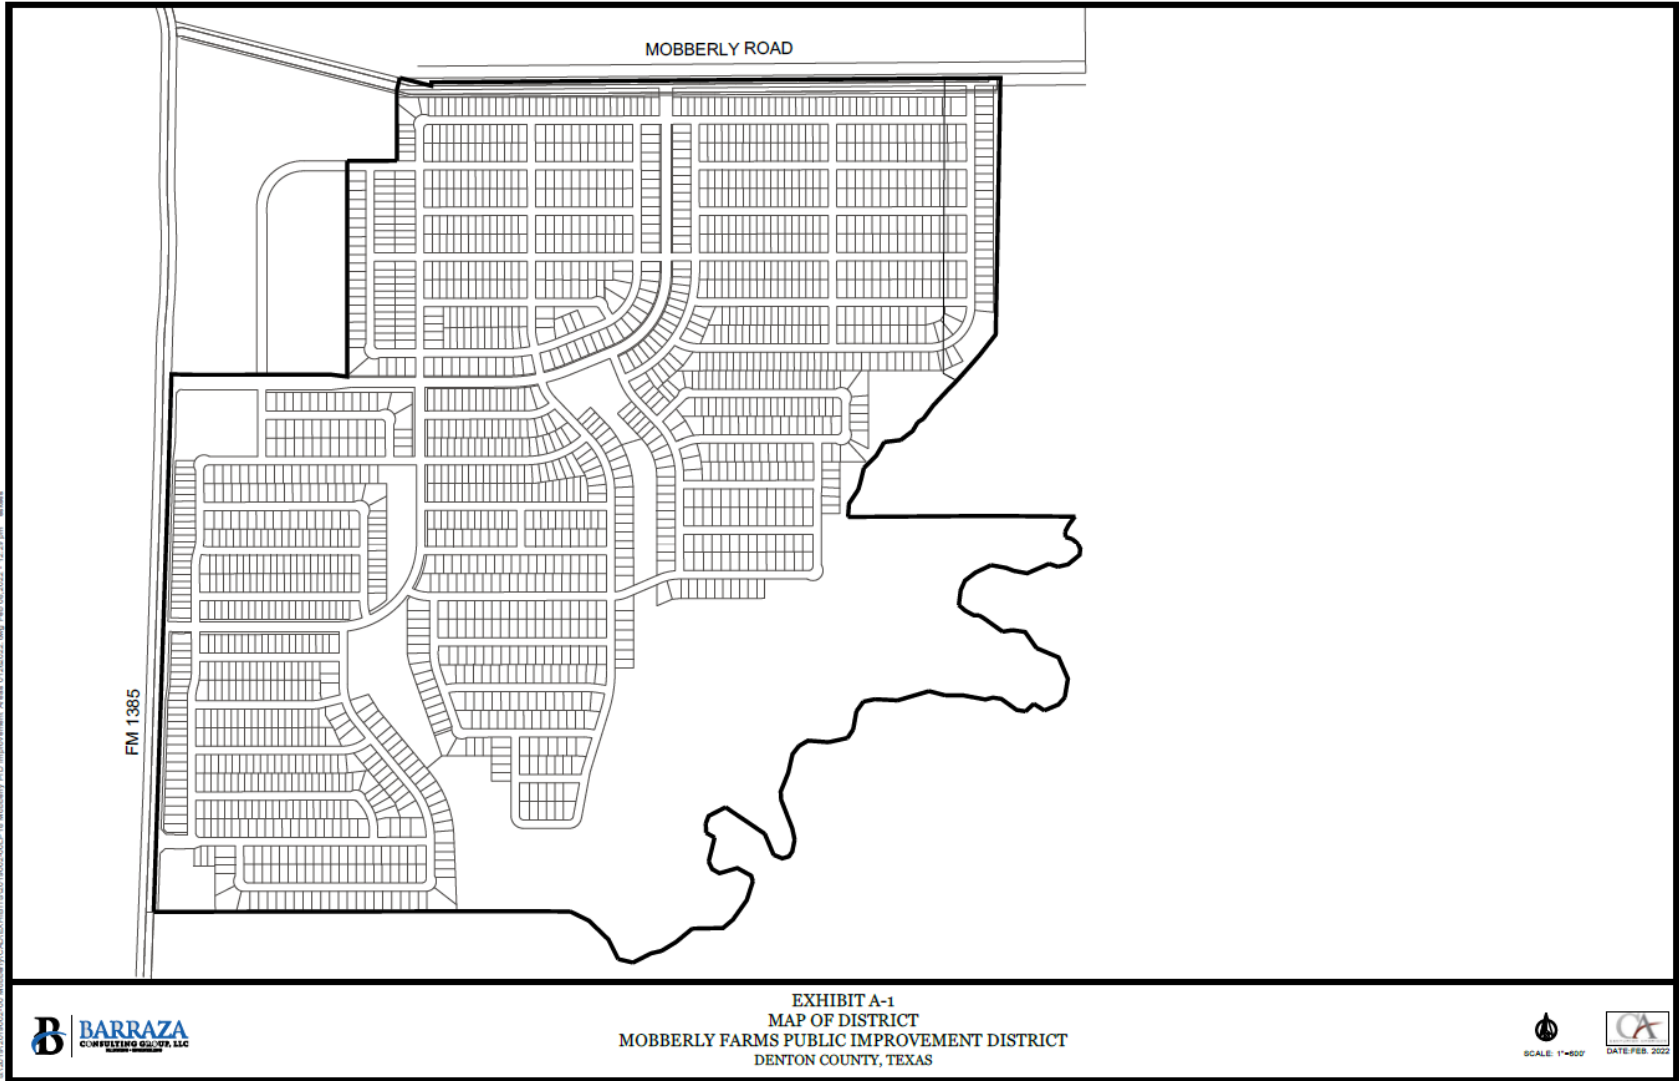 MOBBERLY ROAD
FM 1385
EXHIBIT A-1
MAP OF DISTRICT
MOBBERLY FARMS PUBLIC IMPROVEMENT DISTRICT
DENTON COUNTY, TEXAS
B BARRAZA
CONSULTING GROUP, LLC
SCALE: 1"=600'
CA
DATE:FEB. 2022